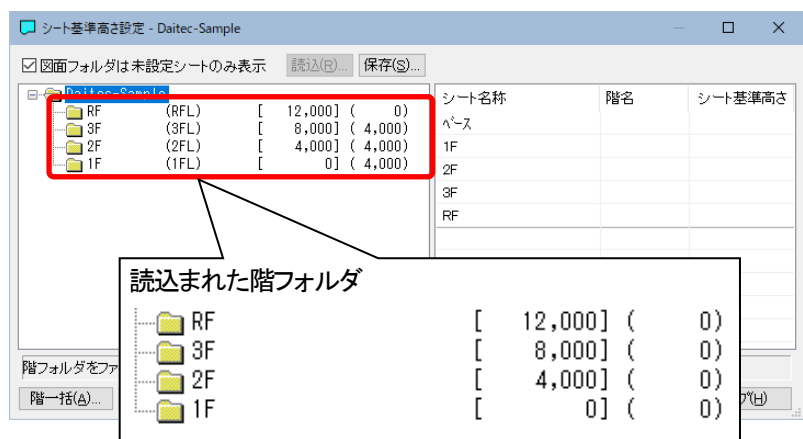 シート基準高さ設定 - Daitec-Sample
図面フォルダは未設定シートのみ表示 読込(R)... 保存(S)...
Daitec-Sample
RF (RFL) [ 12,000] ( 0)
3F (3FL) [ 8,000] ( 4,000)
2F (2FL) [ 4,000] ( 4,000)
1F (1FL) [ 0] ( 4,000)
シート名称 階名 シート基準高さ
ベース
1F
2F
3F
RF
読込まれた階フォルダ
RF [ 12,000] ( 0)
3F [ 8,000] ( 0)
2F [ 4,000] ( 0)
1F [ 0] ( 0)
階フォルダをファ
階一括(A)... プ(H)